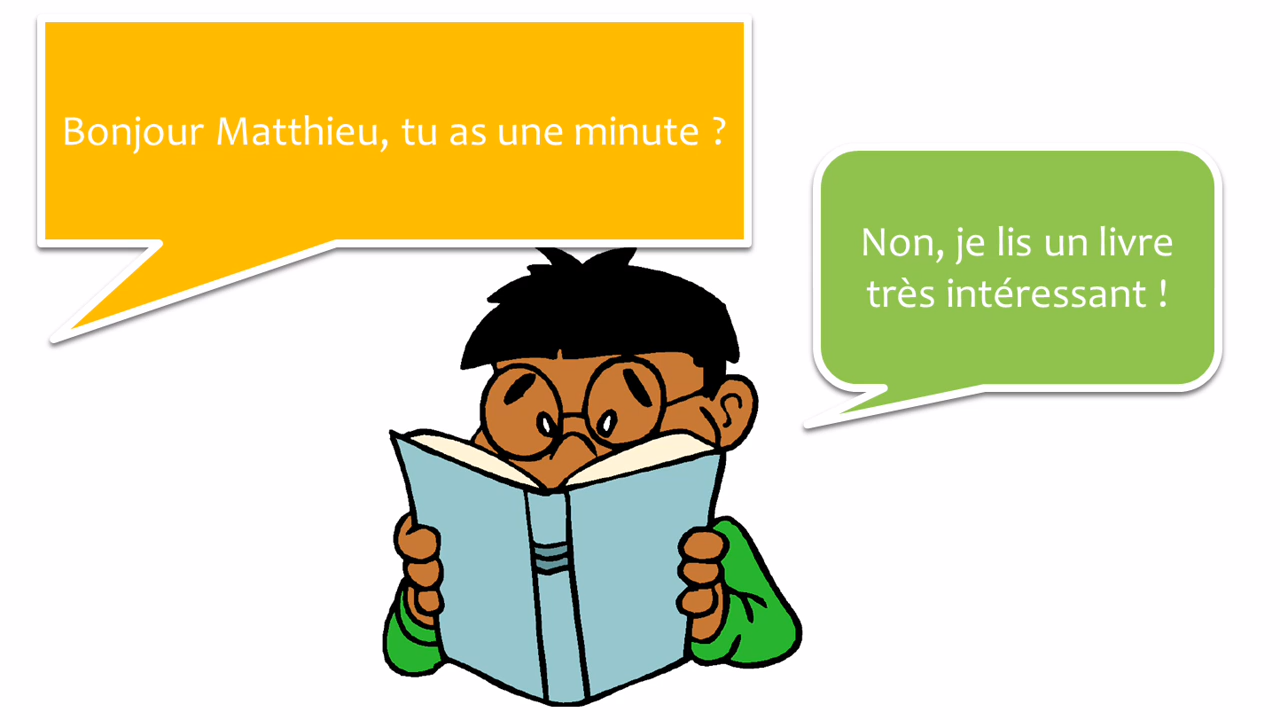 Bonjour Matthieu, tu as une minute ?
Non, je lis un livre
très intéressant !